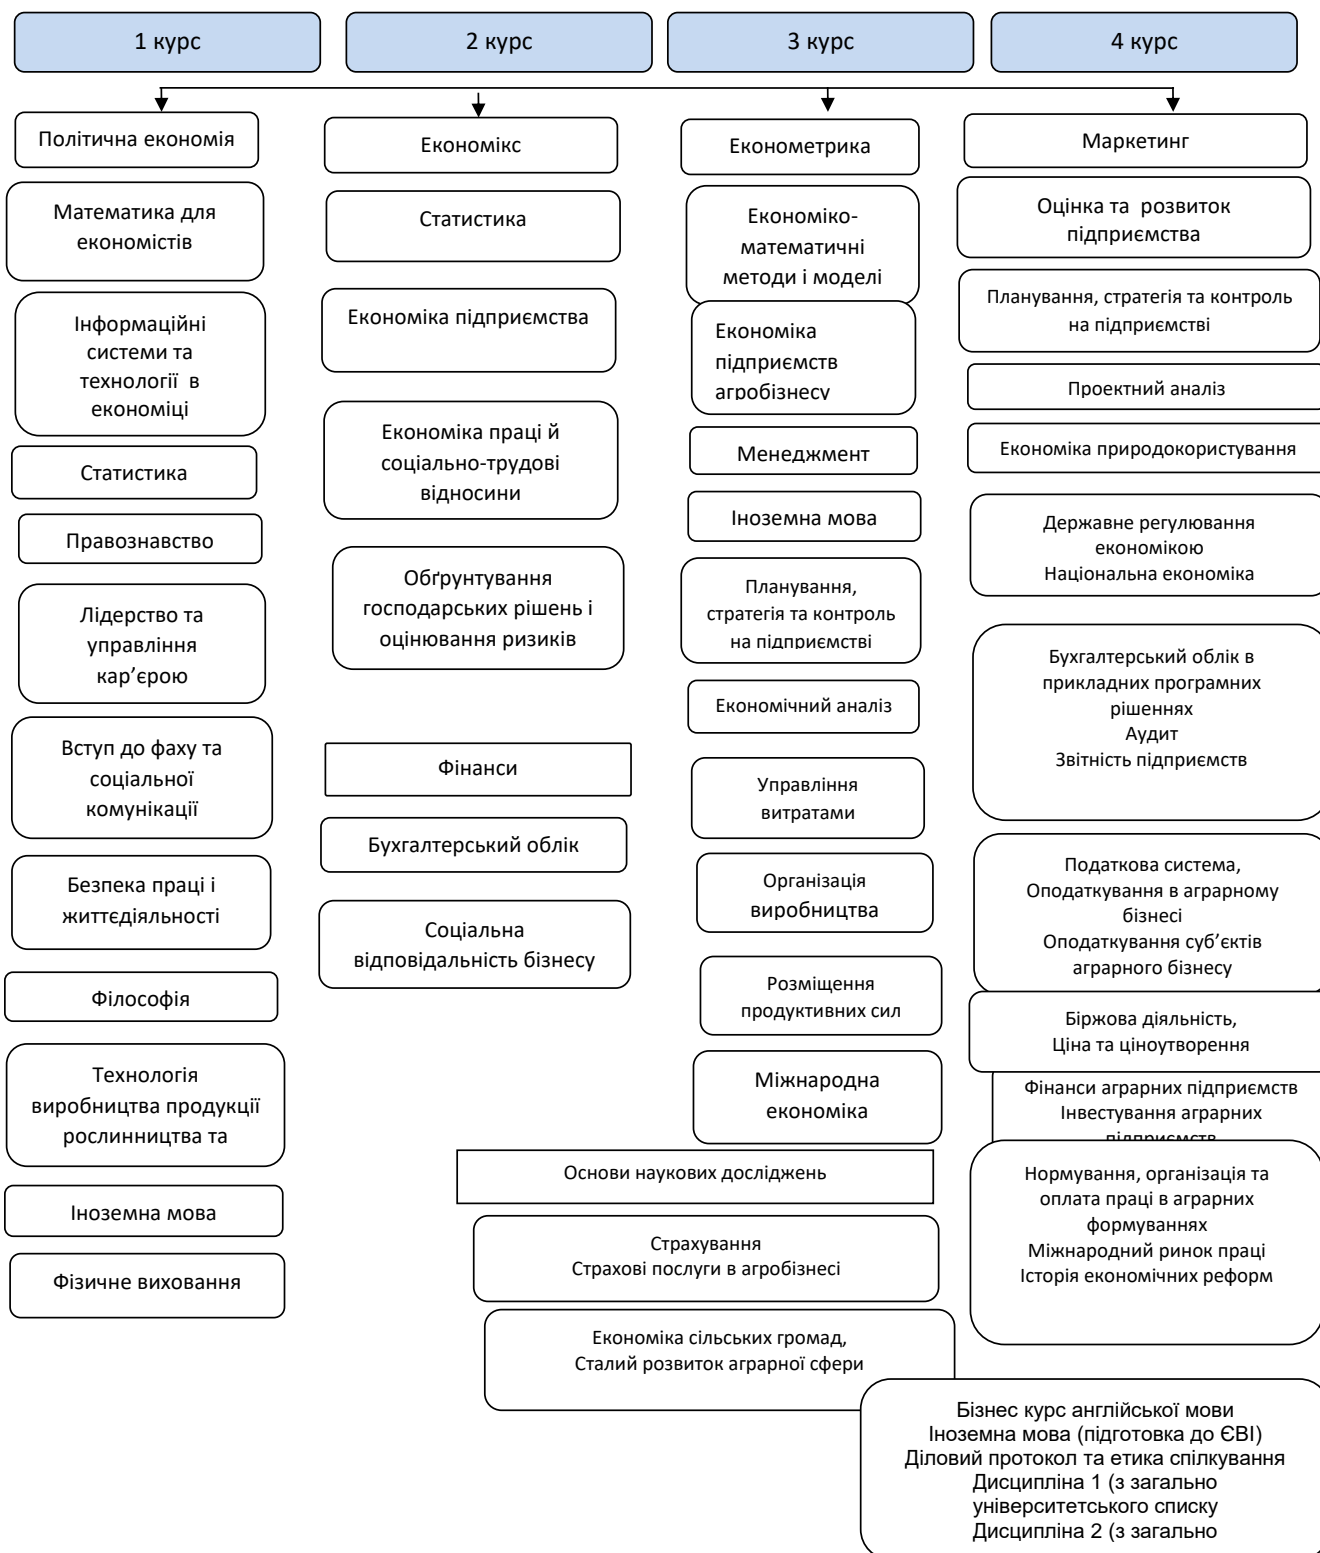 1 курс
2 курс
3 курс
4 курс
Політична економія
Математика для
економістів
Інформаційні
системи та
технології в
економіці
Статистика
Правознавство
Лідерство та
управління
кар’єрою
Вступ до фаху та
соціальної
комунікації
Безпека праці і
життєдіяльності
Філософія
Технологія
виробництва продукції
рослинництва та
Іноземна мова
Фізичне виховання
Економікс
Статистика
Економіка підприємства
Економіка праці й
соціально-трудові
відносини
Обґрунтування
господарських рішень і
оцінювання ризиків
Фінанси
Бухгалтерський облік
Соціальна
відповідальність бізнесу
Економетрика
Економіко-
математичні
методи і моделі
Економіка
підприємств
агробізнесу
Менеджмент
Іноземна мова
Планування,
стратегія та контроль
на підприємстві
Економічний аналіз
Управління
витратами
Організація
виробництва
Розміщення
продуктивних сил
Міжнародна
економіка
Основи наукових досліджень
Страхування
Страхові послуги в агробізнесі
Економіка сільських громад,
Сталий розвиток аграрної сфери
Маркетинг
Оцінка та розвиток
підприємства
Планування, стратегія та контроль
на підприємстві
Проектний аналіз
Економіка природокористування
Державне регулювання
економікою
Національна економіка
Бухгалтерський облік в
прикладних програмних
рішеннях
Аудит
Звітність підприємств
Податкова система,
Оподаткування в аграрному
бізнесі
Оподаткування суб’єктів
аграрного бізнесу
Біржова діяльність,
Ціна та ціноутворення
Фінанси аграрних підприємств
Інвестування аграрних
підприємств
Нормування, організація та
оплата праці в аграрних
формуваннях
Міжнародний ринок праці
Історія економічних реформ
Бізнес курс англійської мови
Іноземна мова (підготовка до ЄВІ)
Діловий протокол та етика спілкування
Дисципліна 1 (з загально
університетського списку
Дисципліна 2 (з загально